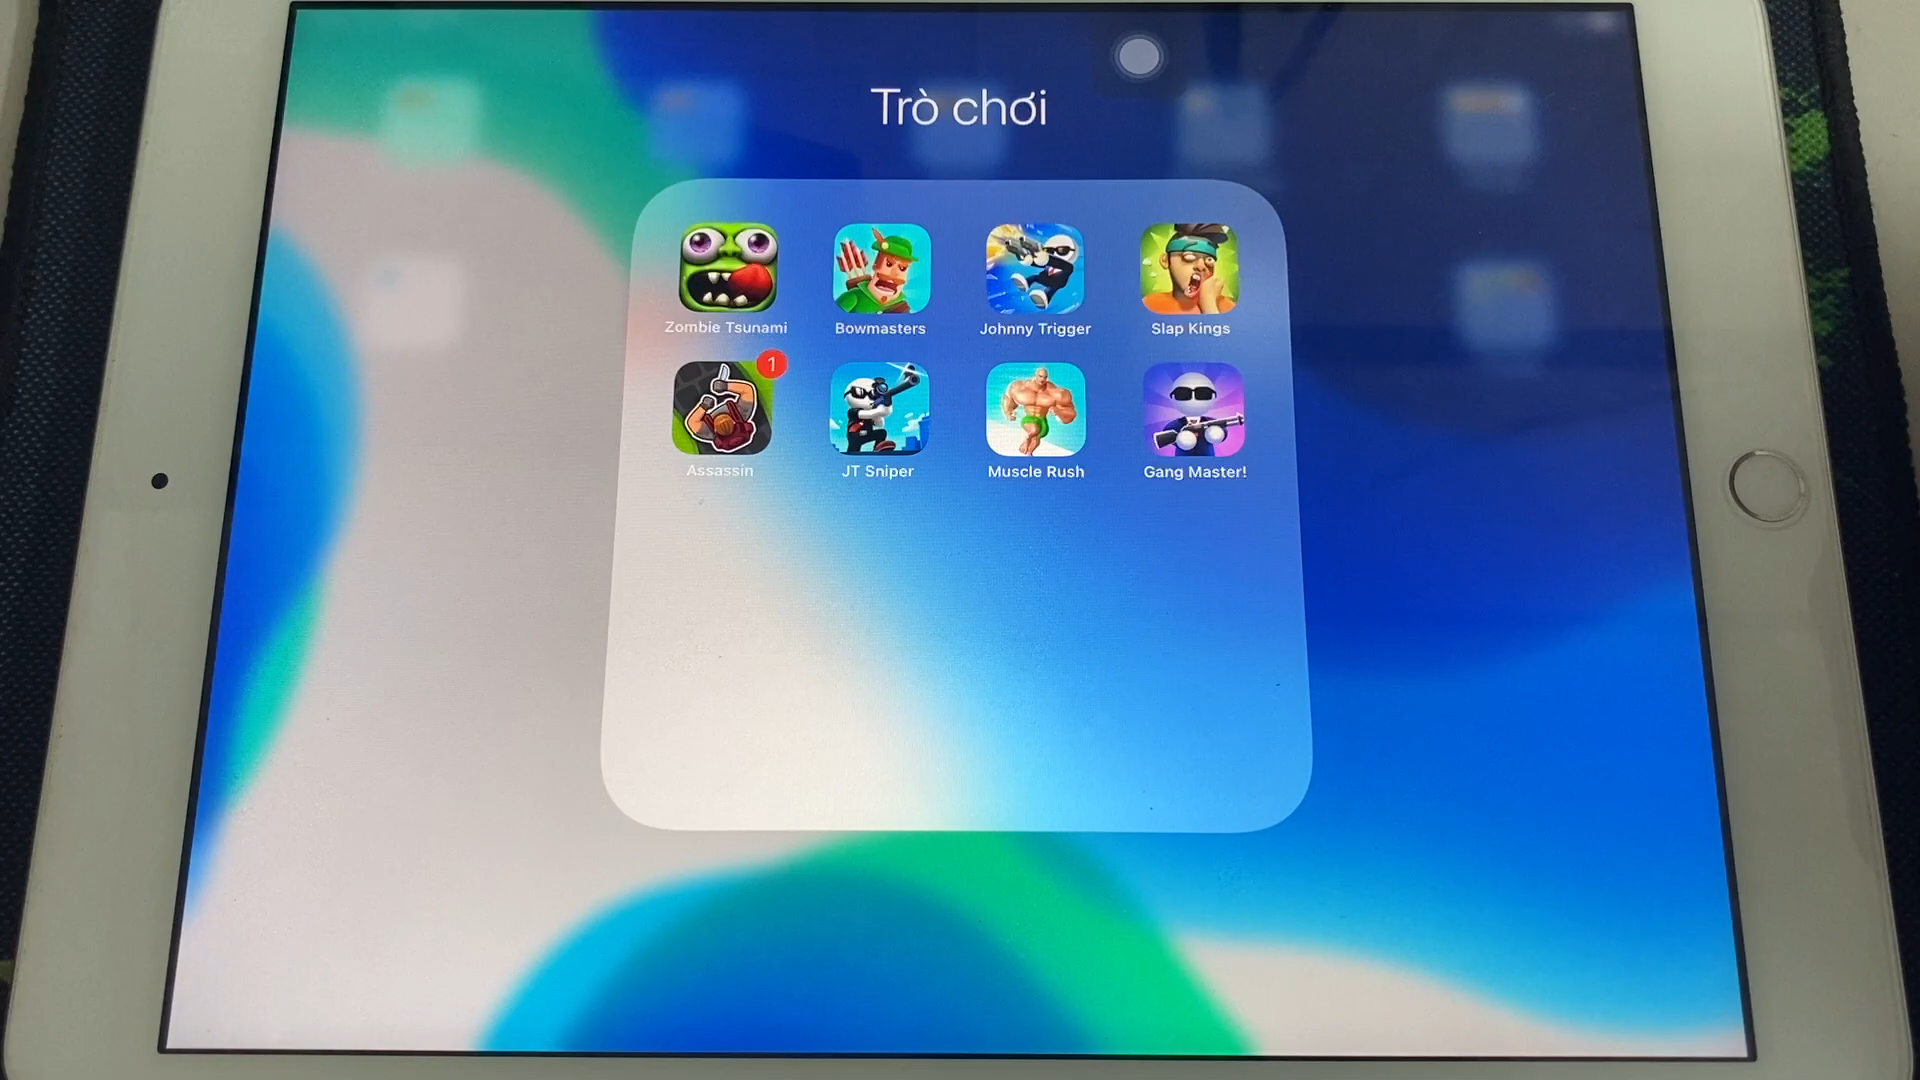 Trò chơi
Zombie Tsunami
Bowmasters
Johnny Trigger
Slap Kings
1
Assassin
JT Sniper
Muscle Rush
Gang Master!